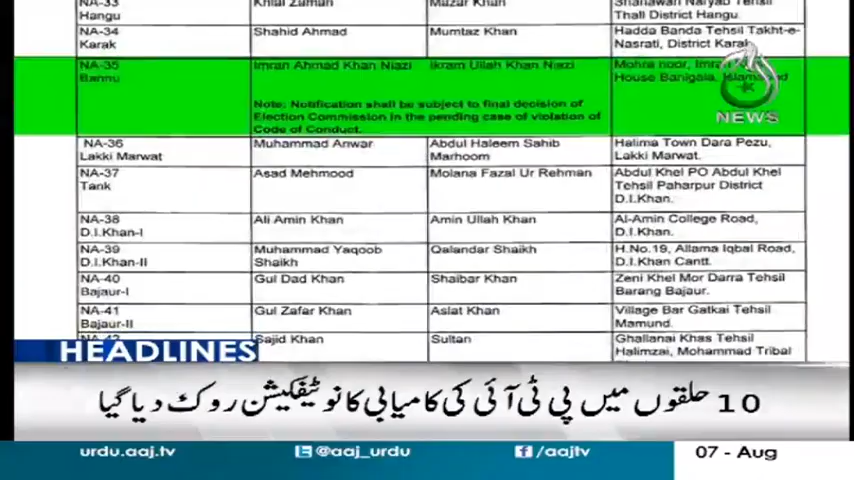 NA-33 Khial Zaman Mazar Khan
Hangu Thall District Hangu.
NA-34 Shahid Ahmad Mumtaz Khan Hadda Banda Tehsil Takht-e-
Karak Nasrati, District Karak
NA-35 Imran Ahmad Khan Niazi Ikram Ullah Khan Niazi Mohra noor, Imran
Bannu House Banigala, Islamabad
Note: Notification shall be subject to final decision of
Election Commission in the pending case of violation of
Code of Conduct.
NEWS
NA-36 Muhammad Anwar Abdul Haleem Sahib Halima Town Dara Pezu,
Lakki Marwat Marhoom Lakki Marwat.
NA-37 Asad Mehmood Molana Fazal Ur Rehman Abdul Khel PO Abdul Khel
Tank Tehsil Paharpur District
D.I.Khan.
NA-38 Ali Amin Khan Amin Ullah Khan Al-Amin College Road,
D.I.Khan-I D.I.Khan.
NA-39 Muhammad Yaqoob Qalandar Shaikh H.No.19, Allama Iqbal Road,
D.I.Khan-II Shaikh D.I.Khan Cantt.
NA-40 Gul Dad Khan Shaibar Khan Zeni Khel Mor Darra Tehsil
Bajaur-I Barang Bajaur.
NA-41 Gul Zafar Khan Aslat Khan Village Bar Gatkai Tehsil
Bajaur-II Mamund.
NA-42 Sajid Khan Sultan Ghallanai Khas Tehsil
Halimzai, Mohammad Tribal
HEADLINES
10 حلقوں میں پی ٹی آئی کی کامیابی کا نوٹیفکیشن روک دیا گیا
urdu.aaj.tv @aaj_urdu /aajtv 07 - Aug